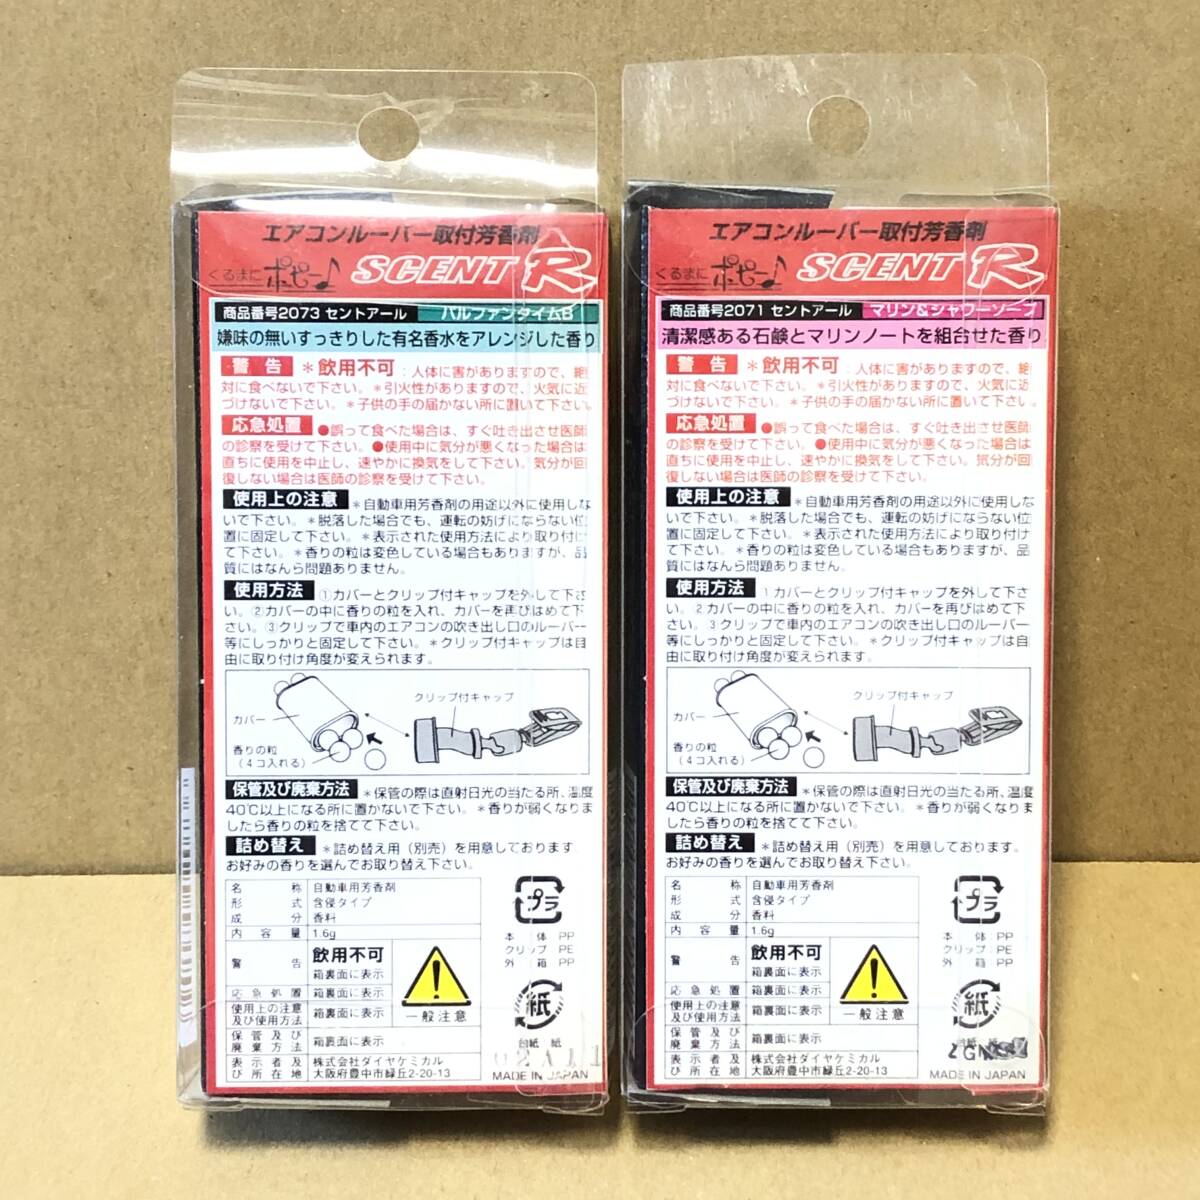 エアコンルーバー取付芳香剤
くるまにポピー♪ SCENT R
商品番号2073 セントアール パルファンタイムB
嫌味の無いすっきりした有名香水をアレンジした香り
警告 *飲用不可:人体に害がありますので、絶
対に食べないで下さい。*引火性がありますので、火気に近
づけないで下さい。*子供の手の届かない所に置いて下さい。
応急処置 ●誤って食べた場合は、すぐ吐き出させ医師
の診察を受けて下さい。●使用中に気分が悪くなった場合は
直ちに使用を中止し、速やかに換気をして下さい。気分が回
復しない場合は医師の診察を受けて下さい。
使用上の注意 *自動車用芳香剤の用途以外に使用しな
いで下さい。*脱落した場合でも、運転の妨げにならない位
置に固定して下さい。*表示された使用方法により取り付け
て下さい。*香りの粒は変色している場合もありますが、品
質にはなんら問題ありません。
使用方法 ①カバーとクリップ付キャップを外して下さ
い。②カバーの中に香りの粒を入れ、カバーを再びはめて下
さい。③クリップで車内のエアコンの吹き出し口のルーバー
等にしっかりと固定して下さい。*クリップ付キャップは自
由に取り付け角度が変えられます。
クリップ付キャップ
カバー
香りの粒
(4コ入れる)
保管及び廃棄方法 *保管の際は直射日光の当たる所、温度
40℃以上になる所に置かないで下さい。*香りが弱くなりま
したら香りの粒を捨てて下さい。
詰め替え *詰め替え用(別売)を用意しております。
お好みの香りを選んでお取り替え下さい。
名称 自動車用芳香剤
形式 含侵タイプ
成分 香料
内容量 1.6g
警告 飲用不可
箱裏面に表示
応急処置 箱裏面に表示
使用上の注意
及び使用方法 箱裏面に表示
保管及び
廃棄方法 箱裏面に表示
表示者及
び所在地 株式会社ダイヤケミカル
大阪府豊中市緑丘2-20-13
一般注意
プラ
本体 PP
クリップ PE
外箱 PP
紙
台紙 紙
02A11
MADE IN JAPAN
エアコンルーバー取付芳香剤
くるまにポピー♪ SCENT R
商品番号2071 セントアール マリン&シャワーソープ
清潔感ある石鹸とマリンノートを組合せた香り
警告 *飲用不可:人体に害がありますので、絶
対に食べないで下さい。*引火性がありますので、火気に近
づけないで下さい。*子供の手の届かない所に置いて下さい。
応急処置 ●誤って食べた場合は、すぐ吐き出させ医師
の診察を受けて下さい。●使用中に気分が悪くなった場合は
直ちに使用を中止し、速やかに換気をして下さい。気分が回
復しない場合は医師の診察を受けて下さい。
使用上の注意 *自動車用芳香剤の用途以外に使用しな
いで下さい。*脱落した場合でも、運転の妨げにならない位
置に固定して下さい。*表示された使用方法により取り付け
て下さい。*香りの粒は変色している場合もありますが、品
質にはなんら問題ありません。
使用方法 1カバーとクリップ付キャップを外して下さ
い。2カバーの中に香りの粒を入れ、カバーを再びはめて下
さい。3クリップで車内のエアコンの吹き出し口のルーバー
等にしっかりと固定して下さい。*クリップ付キャップは自
由に取り付け角度が変えられます。
クリップ付キャップ
カバー
香りの粒
(4コ入れる)
保管及び廃棄方法 *保管の際は直射日光の当たる所、温度
40℃以上になる所に置かないで下さい。*香りが弱くなりま
したら香りの粒を捨てて下さい。
詰め替え *詰め替え用(別売)を用意しております。
お好みの香りを選んでお取り替え下さい。
名称 自動車用芳香剤
形式 含侵タイプ
成分 香料
内容量 1.6g
警告 飲用不可
箱裏面に表示
応急処置 箱裏面に表示
使用上の注意
及び使用方法 箱裏面に表示
保管及び
廃棄方法 箱裏面に表示
表示者及
び所在地 株式会社ダイヤケミカル
大阪府豊中市緑丘2-20-13
一般注意
プラ
本体 PP
クリップ PE
外箱 PP
紙
台紙 紙
MADE IN JAPAN